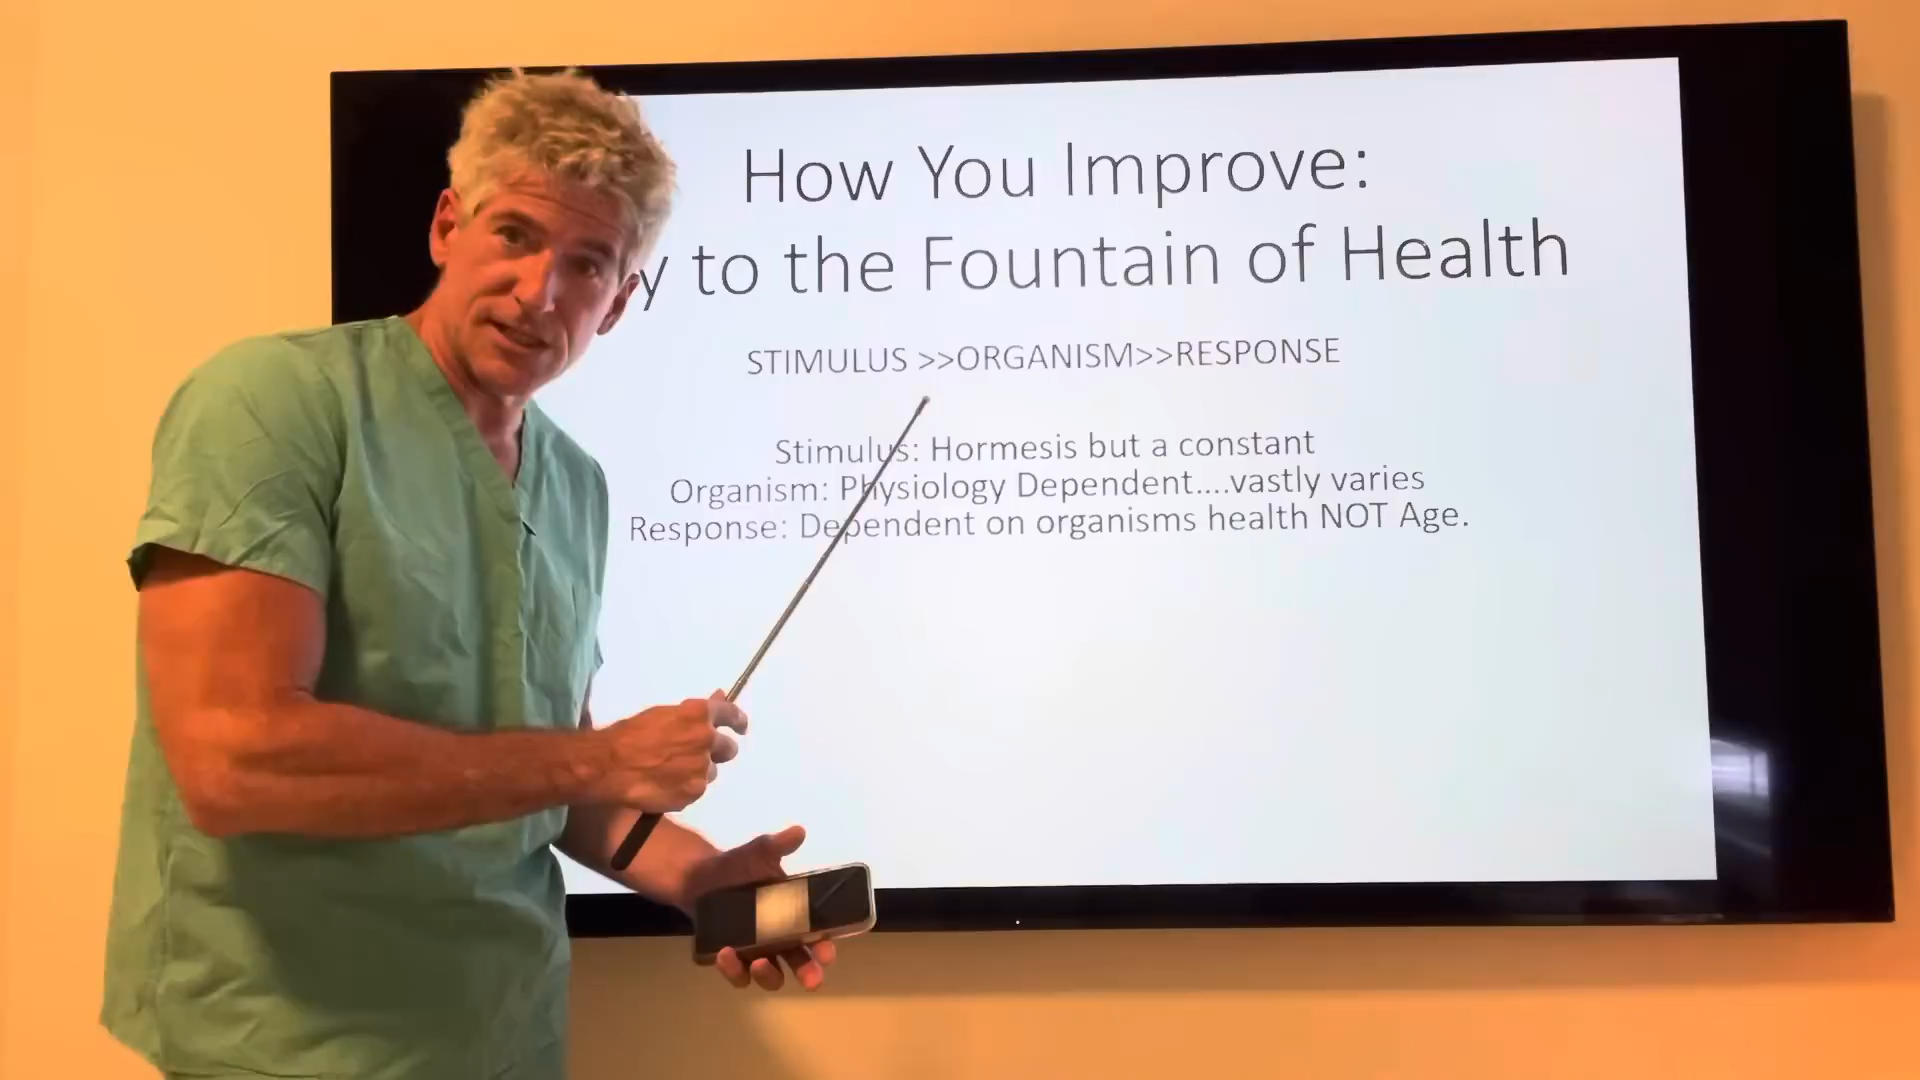 How You Improve:
to the Fountain of Health
STIMULUS >>ORGANISM>>RESPONSE
Stimulus: Hormesis but a constant
Organism: Physiology Dependent....vastly varies
Response: Dependent on organisms health NOT Age.